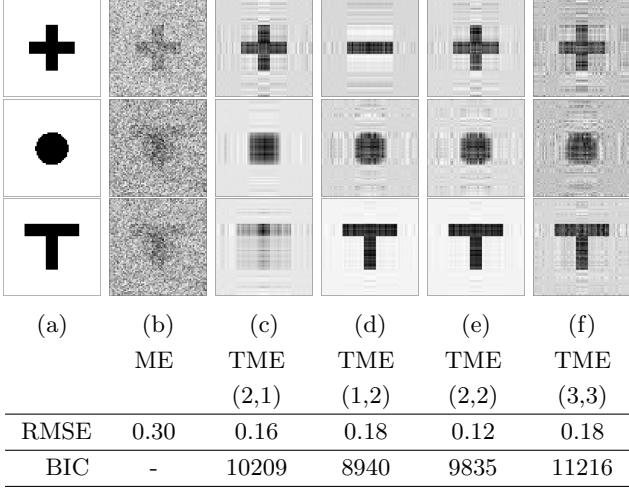 (a) (b) (c) (d) (e) (f)
ME TME TME TME TME
(2,1) (1,2) (2,2) (3,3)
RMSE 0.30 0.16 0.18 0.12 0.18
BIC - 10209 8940 9835 11216